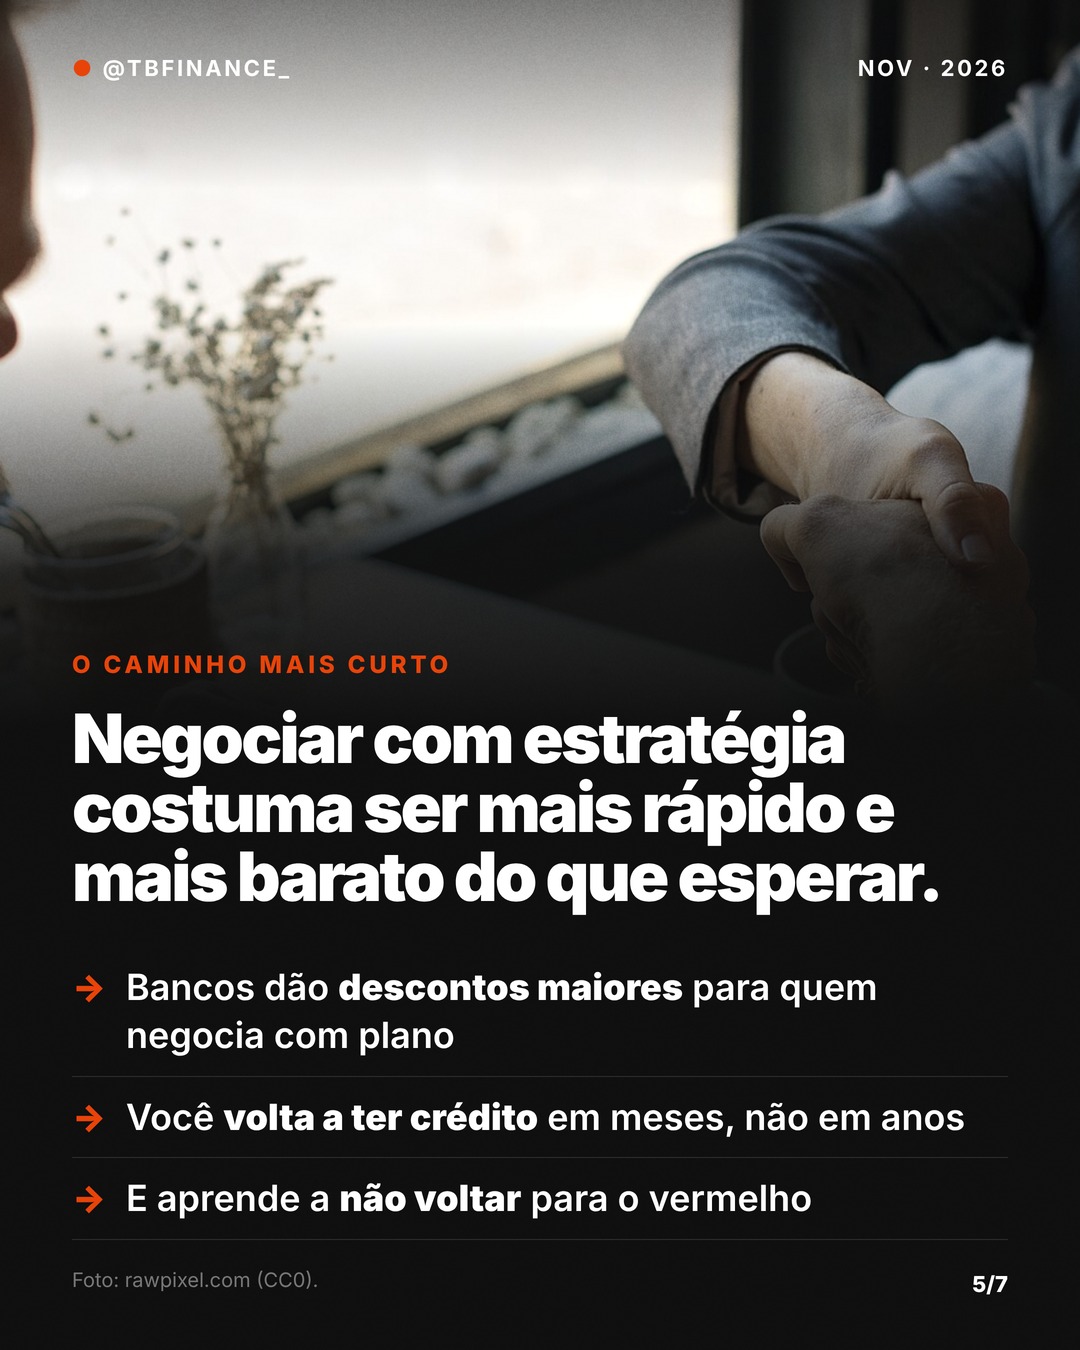 @TBFINANCE_
NOV · 2026
O CAMINHO MAIS CURTO
Negociar com estratégia
costuma ser mais rápido e
mais barato do que esperar.
→ Bancos dão descontos maiores para quem
negocia com plano
→ Você volta a ter crédito em meses, não em anos
→ E aprende a não voltar para o vermelho
Foto: rawpixel.com (CC0).
5/7